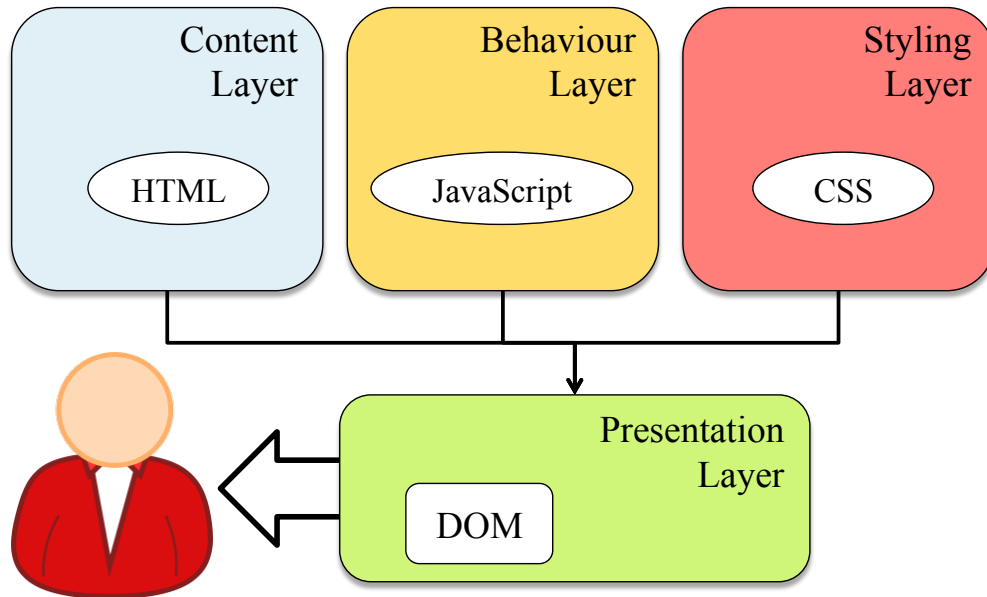 Content
Layer
HTML
Behaviour
Layer
JavaScript
Styling
Layer
CSS
Presentation
Layer
DOM